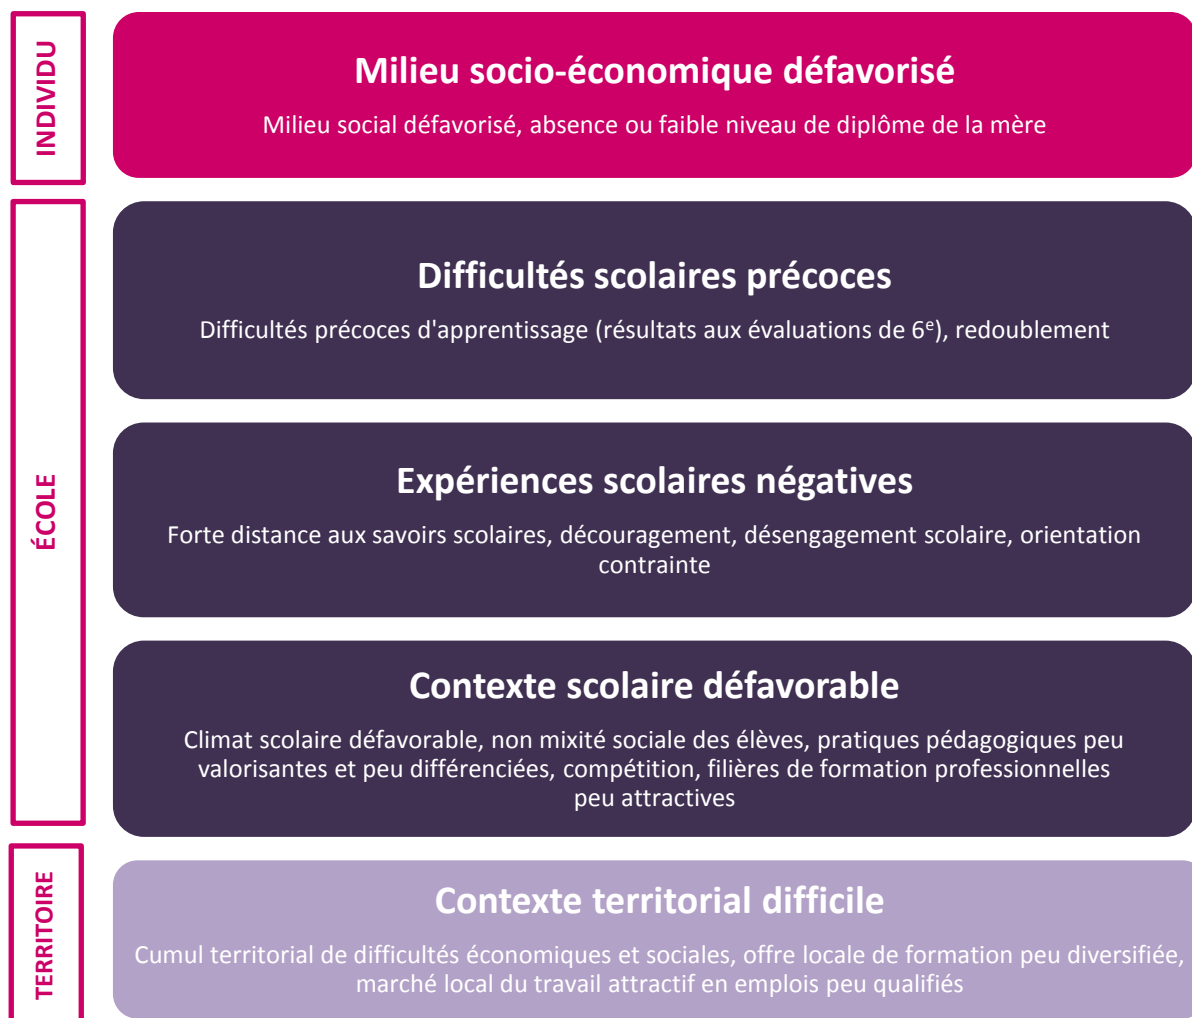 INDIVIDU
Milieu socio-économique défavorisé
Milieu social défavorisé, absence ou faible niveau de diplôme de la mère
ÉCOLE
Difficultés scolaires précoces
Difficultés précoces d'apprentissage (résultats aux évaluations de 6e), redoublement
Expériences scolaires négatives
Forte distance aux savoirs scolaires, découragement, désengagement scolaire, orientation
contrainte
Contexte scolaire défavorable
Climat scolaire défavorable, non mixité sociale des élèves, pratiques pédagogiques peu
valorisantes et peu différenciées, compétition, filières de formation professionnelles
peu attractives
TERRITOIRE
Contexte territorial difficile
Cumul territorial de difficultés économiques et sociales, offre locale de formation peu diversifiée,
marché local du travail attractif en emplois peu qualifiés